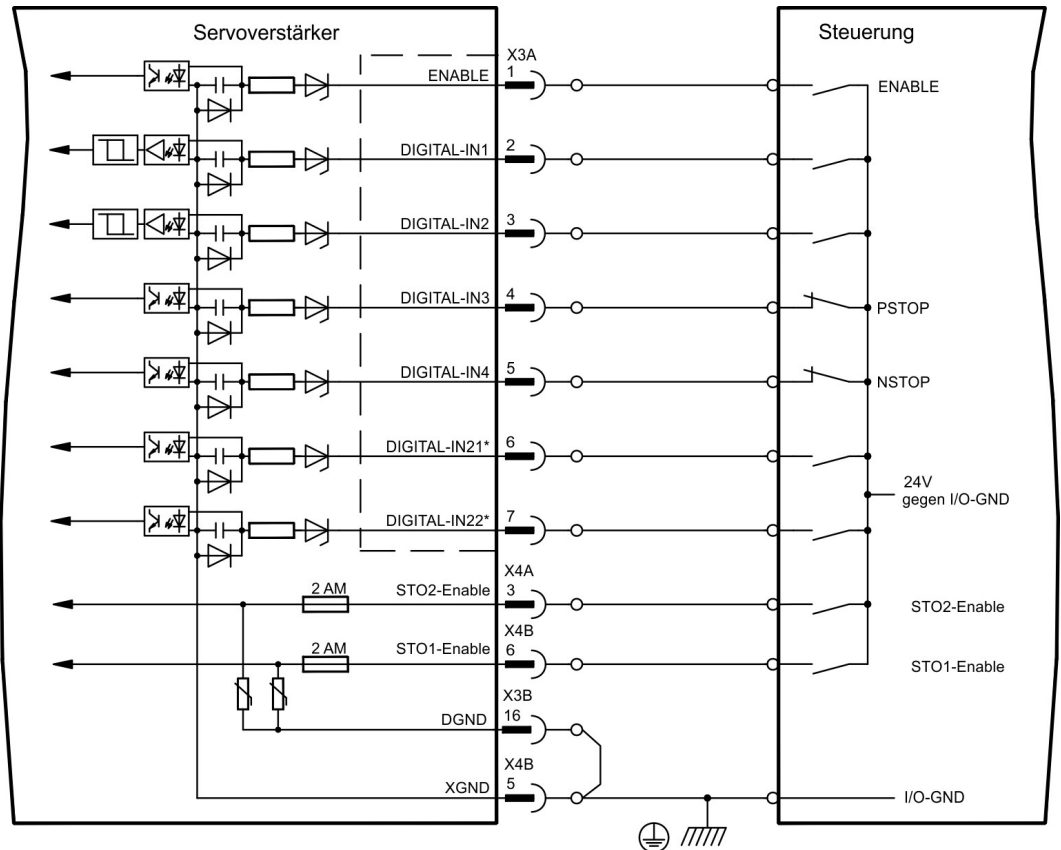 Servoverstärker
Steuerung
X3A
ENABLE 1 ENABLE
DIGITAL-IN1 2
DIGITAL-IN2 3
DIGITAL-IN3 4 PSTOP
DIGITAL-IN4 5 NSTOP
DIGITAL-IN21* 6
24V
gegen I/O-GND
DIGITAL-IN22* 7
X4A
2 AM STO2-Enable 3 STO2-Enable
X4B
2 AM STO1-Enable 6 STO1-Enable
X3B
DGND 16
X4B
XGND 5 I/O-GND